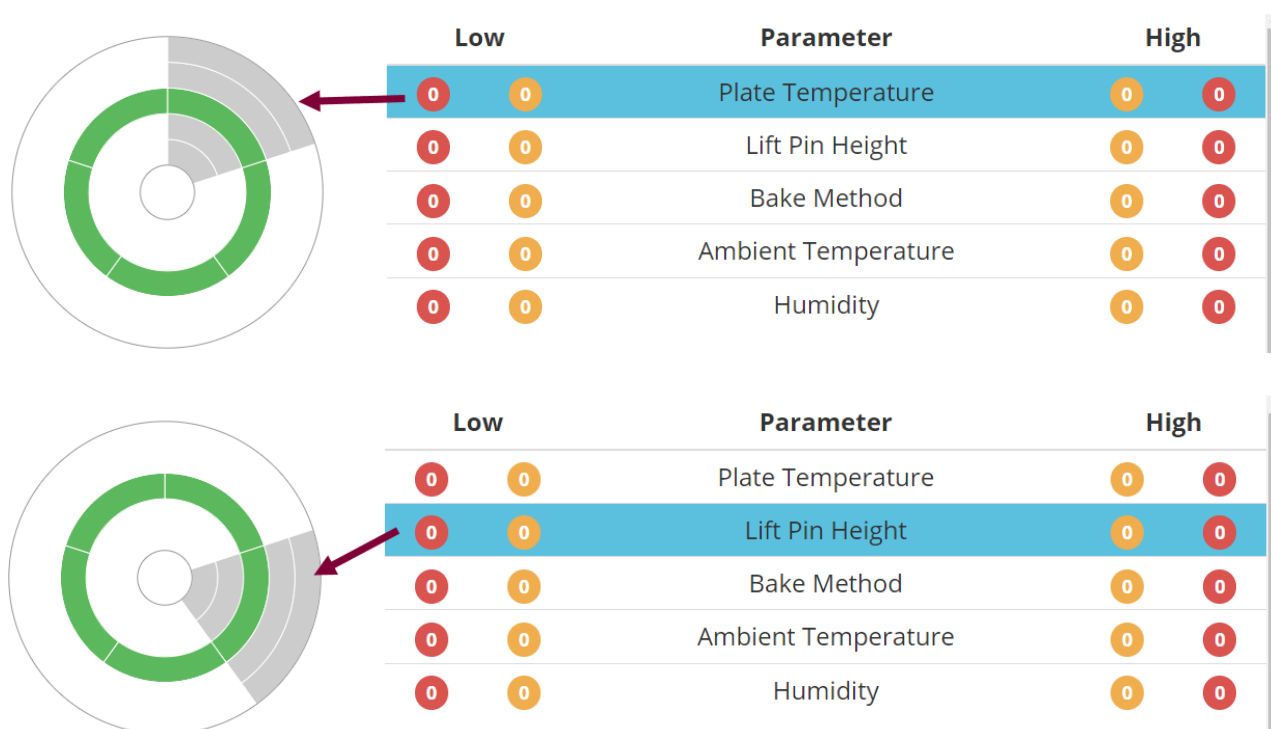 Low Parameter High
0 0 Plate Temperature 0 0
0 0 Lift Pin Height 0 0
0 0 Bake Method 0 0
0 0 Ambient Temperature 0 0
0 0 Humidity 0 0
Low Parameter High
0 0 Plate Temperature 0 0
0 0 Lift Pin Height 0 0
0 0 Bake Method 0 0
0 0 Ambient Temperature 0 0
0 0 Humidity 0 0